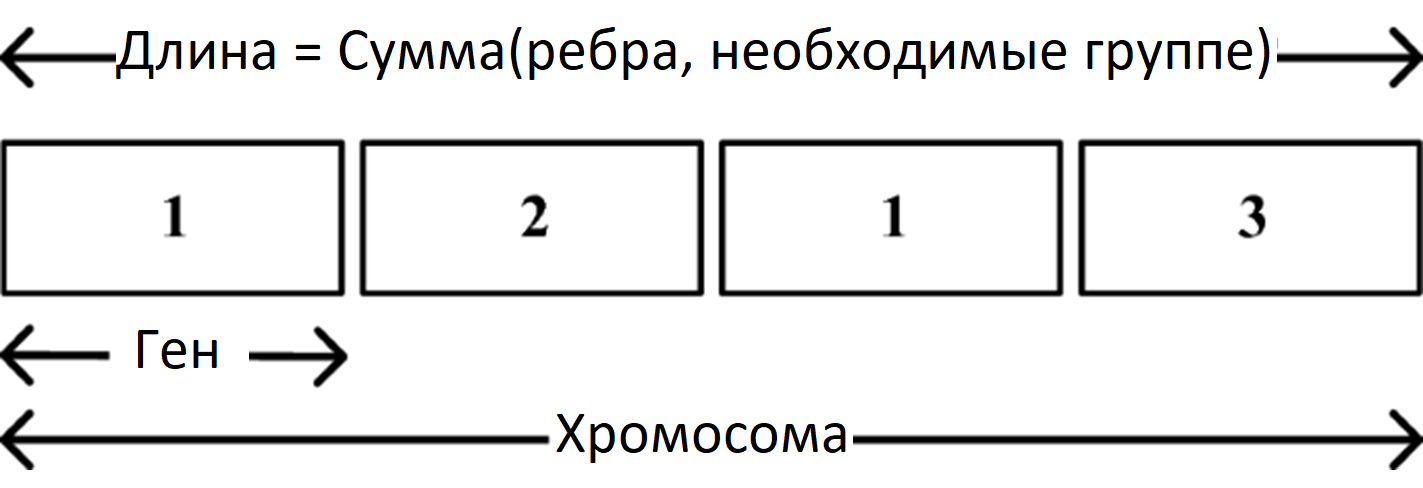 Длина = Сумма(ребра, необходимые группе)
1 2 1 3
Ген
Хромосома